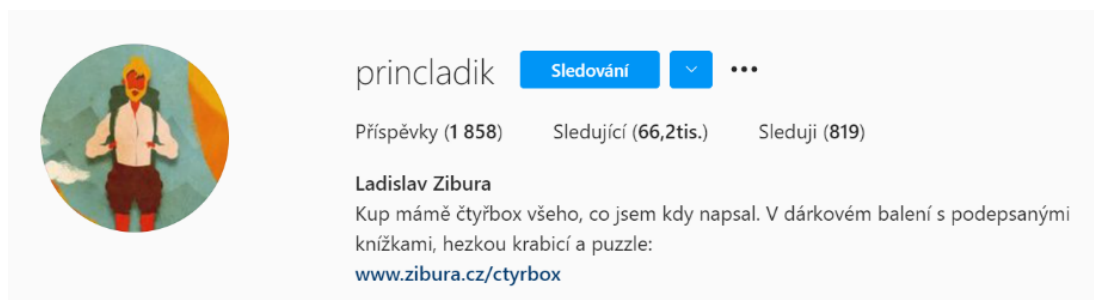 princladik Sledování
Příspěvky (1 858) Sledující (66,2tis.) Sleduji (819)
Ladislav Zibura
Kup mámě čtyřbox všeho, co jsem kdy napsal. V dárkovém balení s podepsanými
knížkami, hezkou krabicí a puzzle:
www.zibura.cz/ctyrbox